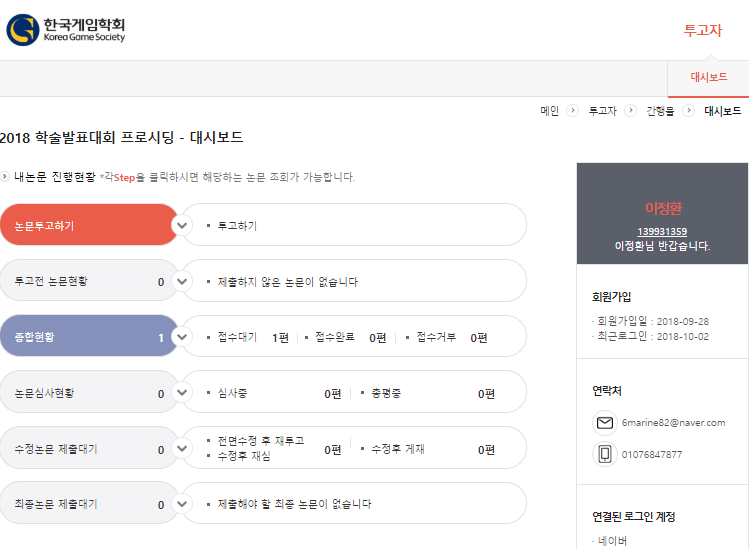 한국게임학회
Korea Game Society
투고자
대시보드
메인 투고자 간행물 대시보드
2018 학술발표대회 프로시딩 - 대시보드
내논문 진행현황 *각Step을 클릭하시면 해당하는 논문 조회가 가능합니다.
논문투고하기
투고하기
투고전 논문현황 0
제출하지 않은 논문이 없습니다
종합현황 1
접수대기 1편 접수완료 0편 접수거부 0편
논문심사현황 0
심사중 0편 총평중 0편
수정논문 제출대기 0
전면수정 후 재투고
수정후 재심 0편 수정후 게재 0편
최종논문 제출대기 0
제출해야 할 최종 논문이 없습니다
이정환
139931359
이정환님 반갑습니다.
회원가입
· 회원가입일 : 2018-09-28
· 최근로그인 : 2018-10-02
연락처
6marine82@naver.com
01076847877
연결된 로그인 계정
· 네이버